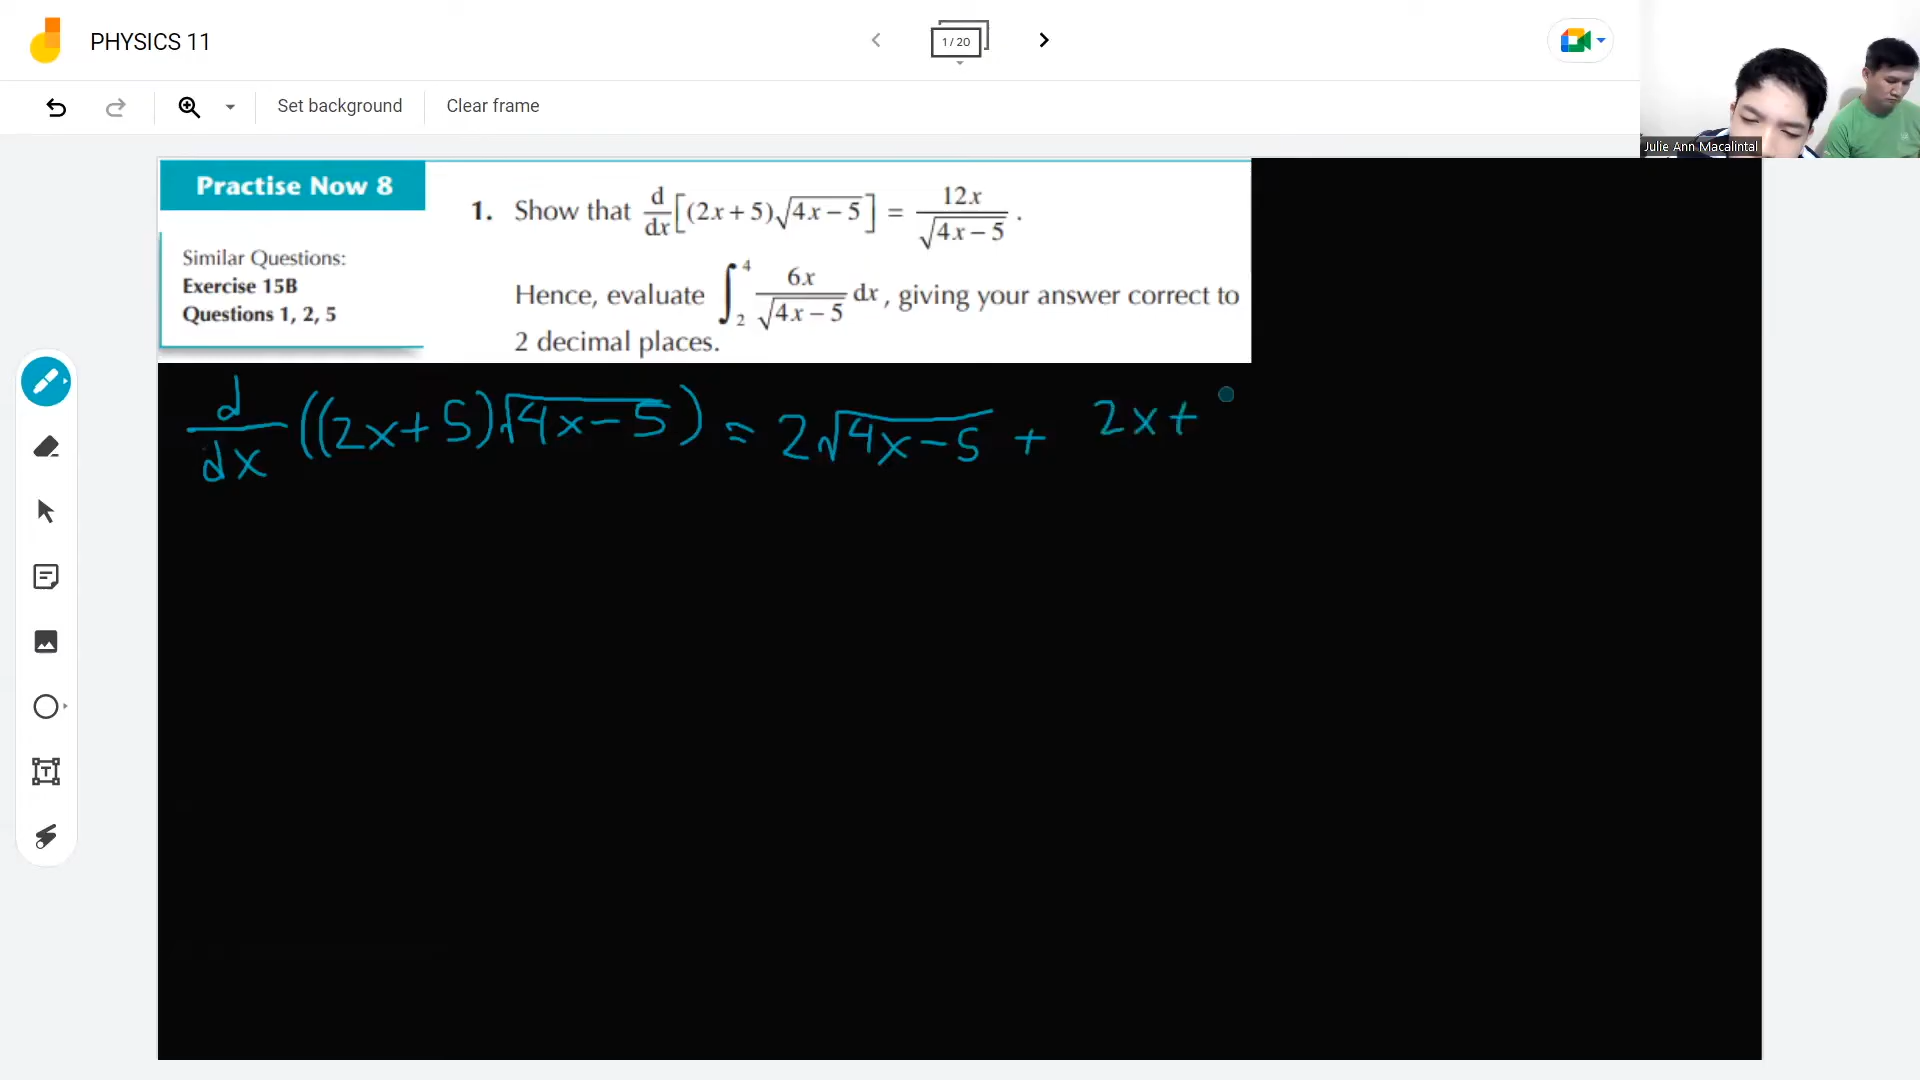 PHYSICS 11
1 / 20
Set background
Clear frame
Julie Ann Macalintal
Practise Now 8
Similar Questions:
Exercise 15B
Questions 1, 2, 5
1. Show that d/dx[(2x + 5)√(4x – 5)] = 12x/√(4x – 5) .
Hence, evaluate ∫₂⁴ 6x/√(4x – 5) dx , giving your answer correct to
2 decimal places.
d/dx((2x+5)√(4x–5)) = 2√(4x–5) + 2x+